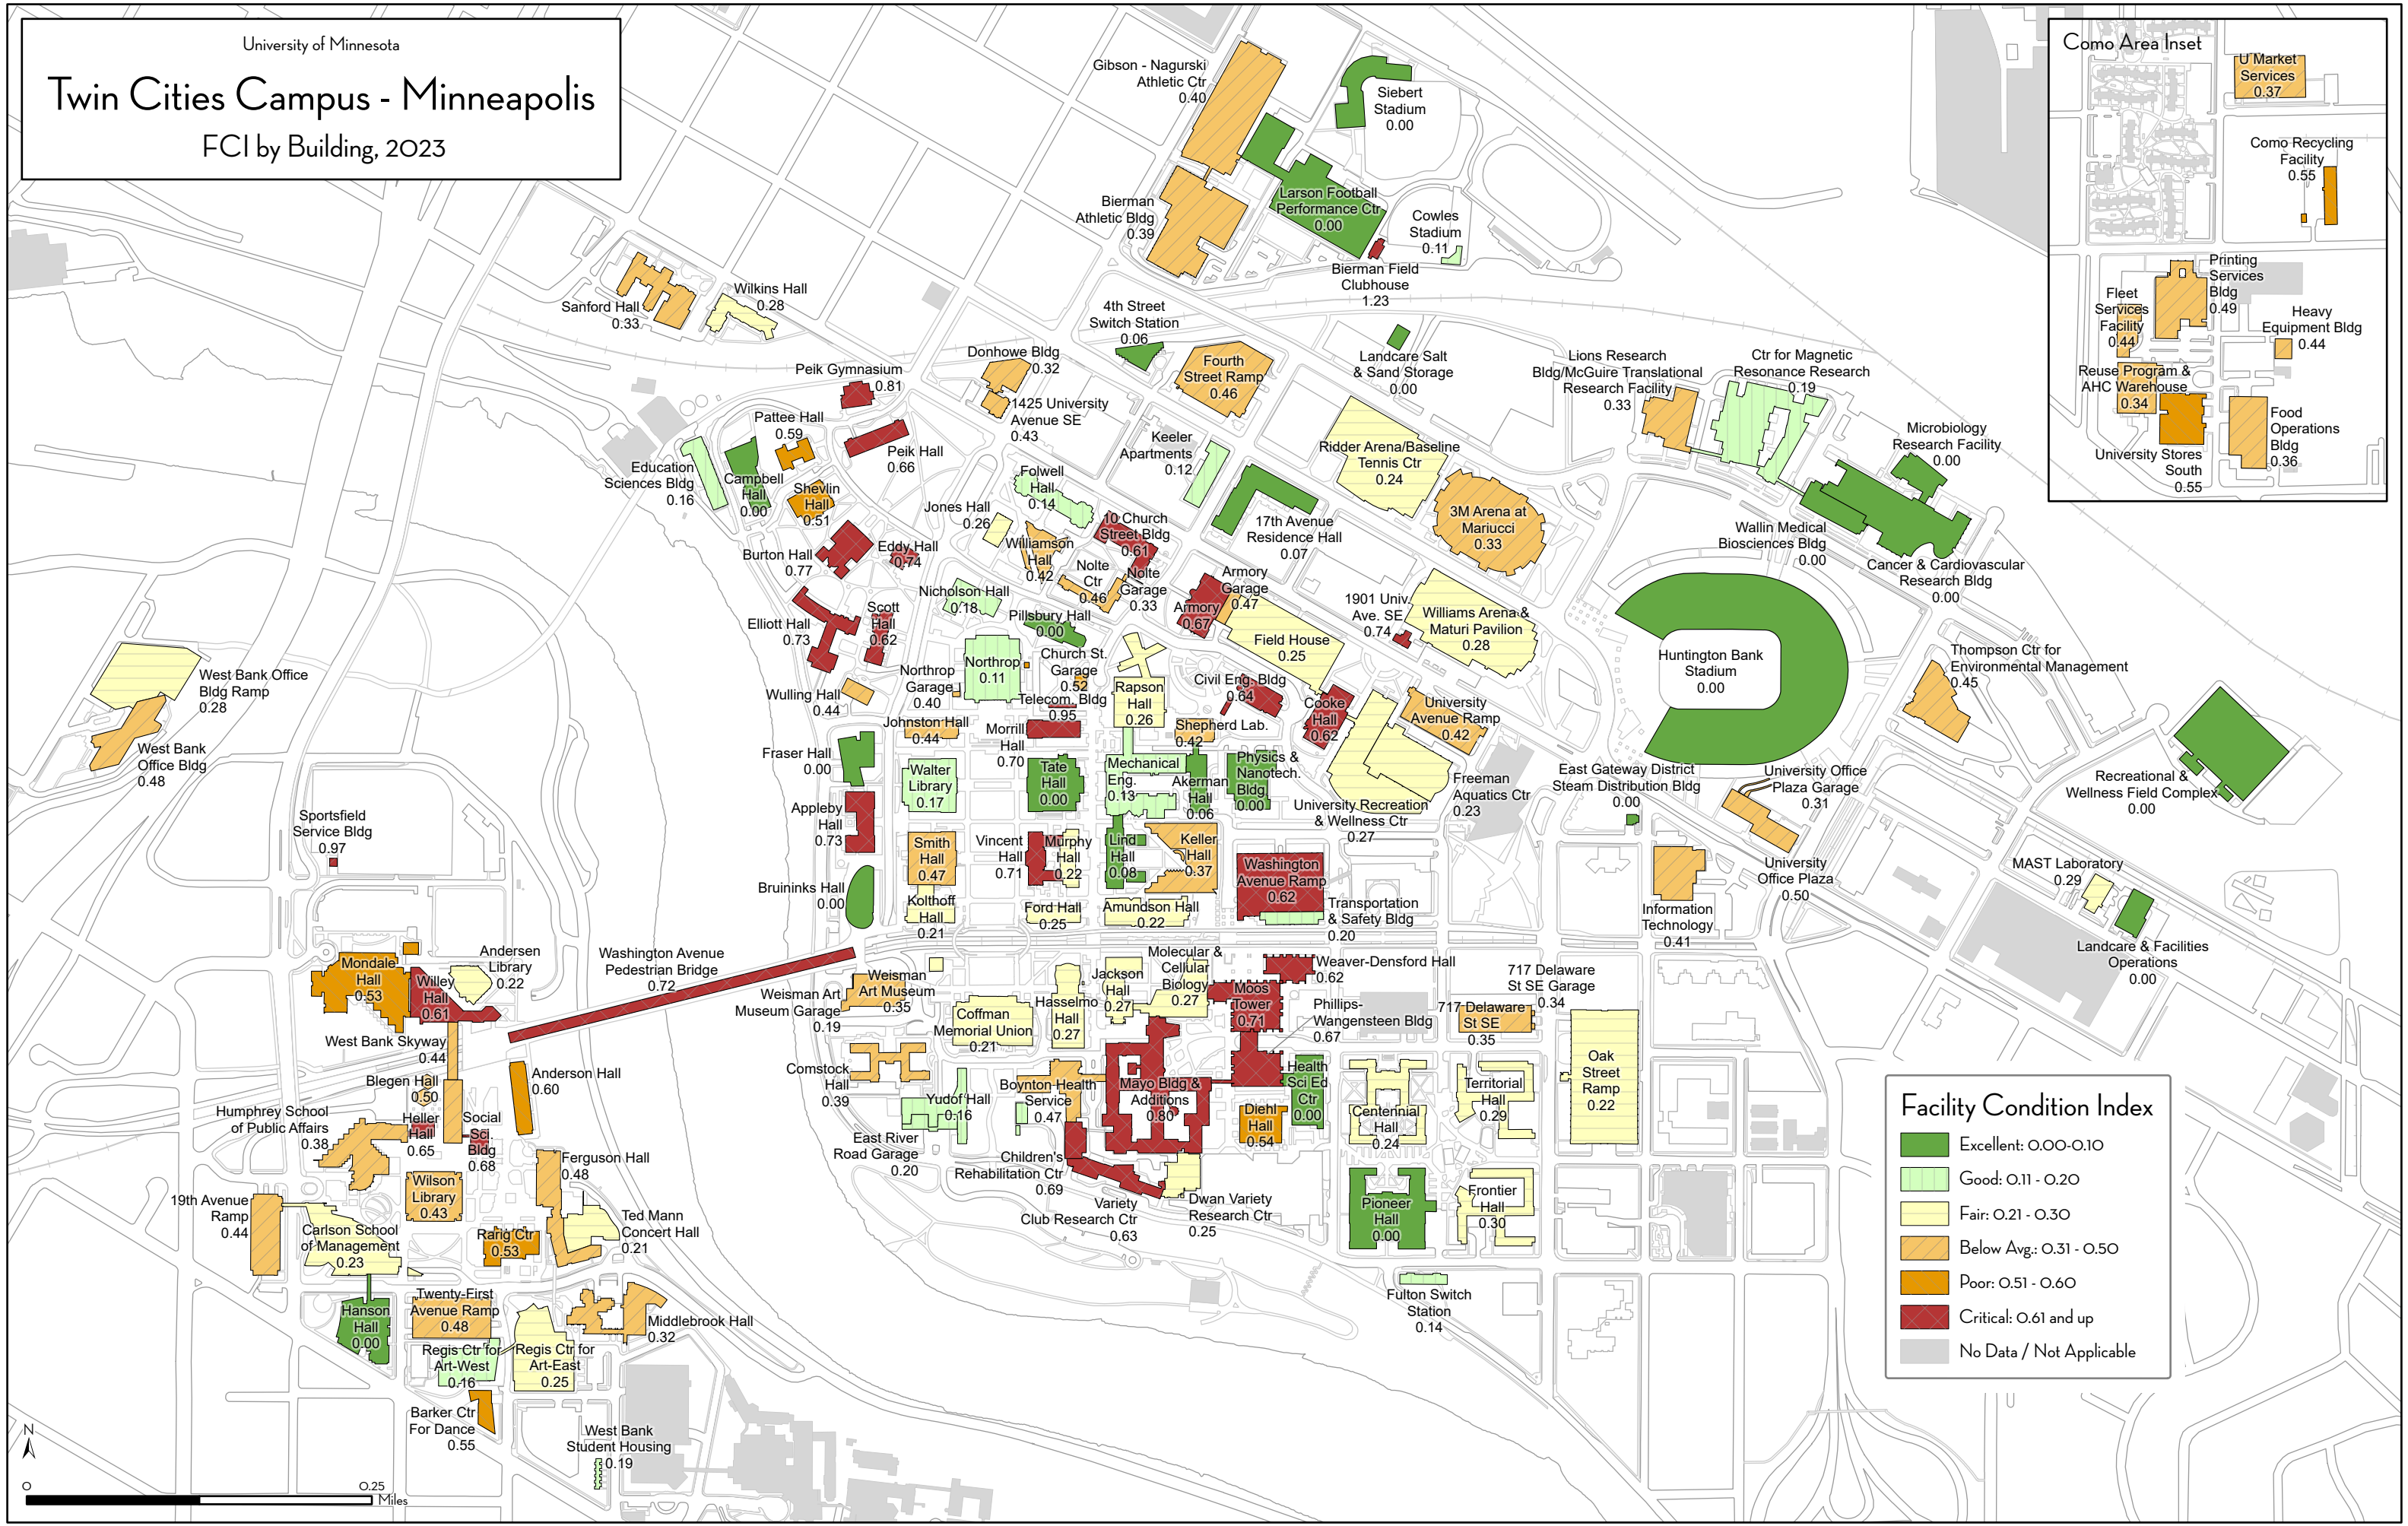 University of Minnesota
Twin Cities Campus - Minneapolis
FCI by Building, 2023
Como Area Inset
U Market
Services
0.37
Como Recycling
Facility
0.55
Printing
Services
Bldg
0.49
Fleet
Services
Facility
0.44
Heavy
Equipment Bldg
0.44
Reuse Program &
AHC Warehouse
0.34
Food
Operations
Bldg
0.36
University Stores
South
0.55
Gibson - Nagurski
Athletic Ctr
0.40
Siebert
Stadium
0.00
Bierman
Athletic Bldg
0.39
Larson Football
Performance Ctr
0.00
Cowles
Stadium
0.11
Bierman Field
Clubhouse
1.23
Sanford Hall
0.33
Wilkins Hall
0.28
4th Street
Switch Station
0.06
Donhowe Bldg
0.32
Fourth
Street Ramp
0.46
Landcare Salt
& Sand Storage
0.00
Lions Research
Bldg/McGuire Translational
Research Facility
0.33
Ctr for Magnetic
Resonance Research
0.19
Microbiology
Research Facility
0.00
Peik Gymnasium
0.81
1425 University
Avenue SE
0.43
Pattee Hall
0.59
Peik Hall
0.66
Keeler
Apartments
0.12
Ridder Arena/Baseline
Tennis Ctr
0.24
Education
Sciences Bldg
0.16
Campbell
Hall
0.00
Shevlin
Hall
0.51
Folwell
Hall
0.14
Jones Hall
0.26
10 Church
Street Bldg
0.61
17th Avenue
Residence Hall
0.07
3M Arena at
Mariucci
0.33
Wallin Medical
Biosciences Bldg
0.00
Cancer & Cardiovascular
Research Bldg
0.00
Burton Hall
0.77
Eddy Hall
0.74
Williamson
Hall
0.42
Nolte
Ctr
0.46
Nolte
Garage
0.33
Armory
Garage
0.47
Armory
0.67
Nicholson Hall
0.18
Pillsbury Hall
0.00
Elliott Hall
0.73
Scott
Hall
0.62
Field House
0.25
1901 Univ.
Ave. SE
0.74
Williams Arena &
Maturi Pavilion
0.28
Huntington Bank
Stadium
0.00
Thompson Ctr for
Environmental Management
0.45
West Bank Office
Bldg Ramp
0.28
West Bank
Office Bldg
0.48
Wulling Hall
0.44
Northrop
Garage
0.40
Northrop
0.11
Church St.
Garage
0.52
Telecom. Bldg
0.95
Rapson
Hall
0.26
Civil Eng. Bldg
0.64
Cooke
Hall
0.62
University
Avenue Ramp
0.42
Johnston Hall
0.44
Morrill
Hall
0.70
Shepherd Lab.
0.42
Fraser Hall
0.00
Walter
Library
0.17
Tate
Hall
0.00
Mechanical
Eng.
0.13
Akerman
Hall
0.06
Physics &
Nanotech.
Bldg
0.00
University Recreation
& Wellness Ctr
0.27
Freeman
Aquatics Ctr
0.23
East Gateway District
Steam Distribution Bldg
0.00
University Office
Plaza Garage
0.31
Recreational &
Wellness Field Complex
0.00
Appleby
Hall
0.73
Sportsfield
Service Bldg
0.97
Smith
Hall
0.47
Vincent
Hall
0.71
Murphy
Hall
0.22
Lind
Hall
0.08
Keller
Hall
0.37
Washington
Avenue Ramp
0.62
University
Office Plaza
0.50
MAST Laboratory
0.29
Bruininks Hall
0.00
Kolthoff
Hall
0.21
Ford Hall
0.25
Amundson Hall
0.22
Transportation
& Safety Bldg
0.20
Information
Technology
0.41
Landcare & Facilities
Operations
0.00
Mondale
Hall
0.53
Willey
Hall
0.61
Andersen
Library
0.22
Washington Avenue
Pedestrian Bridge
0.72
Weisman Art
Museum Garage
0.19
Weisman
Art Museum
0.35
Coffman
Memorial Union
0.21
Hasselmo
Hall
0.27
Jackson
Hall
0.27
Molecular &
Cellular
Biology
0.27
Moos
Tower
0.71
Weaver-Densford Hall
0.62
Phillips-
Wangensteen Bldg
0.67
717 Delaware
St SE Garage
0.34
717 Delaware
St SE
0.35
West Bank Skyway
0.44
Blegen Hall
0.50
Anderson Hall
0.60
Comstock
Hall
0.39
Yudof Hall
0.16
Boynton Health
Service
0.47
Mayo Bldg &
Additions
0.80
Health
Sci Ed
Ctr
0.00
Diehl
Hall
0.54
Centennial
Hall
0.24
Territorial
Hall
0.29
Oak
Street
Ramp
0.22
Humphrey School
of Public Affairs
0.38
Heller
Hall
0.65
Social
Sci.
Bldg
0.68
East River
Road Garage
0.20
Children's
Rehabilitation Ctr
0.69
Variety
Club Research Ctr
0.63
Dwan Variety
Research Ctr
0.25
Pioneer
Hall
0.00
Frontier
Hall
0.30
Ferguson Hall
0.48
Wilson
Library
0.43
19th Avenue
Ramp
0.44
Carlson School
of Management
0.23
Rarig Ctr
0.53
Ted Mann
Concert Hall
0.21
Fulton Switch
Station
0.14
Hanson
Hall
0.00
Twenty-First
Avenue Ramp
0.48
Middlebrook Hall
0.32
Regis Ctr for
Art-West
0.16
Regis Ctr for
Art-East
0.25
Barker Ctr
For Dance
0.55
West Bank
Student Housing
0.19
Facility Condition Index
Excellent: 0.00-0.10
Good: 0.11 - 0.20
Fair: 0.21 - 0.30
Below Avg.: 0.31 - 0.50
Poor: 0.51 - 0.60
Critical: 0.61 and up
No Data / Not Applicable
N
0
0.25
Miles